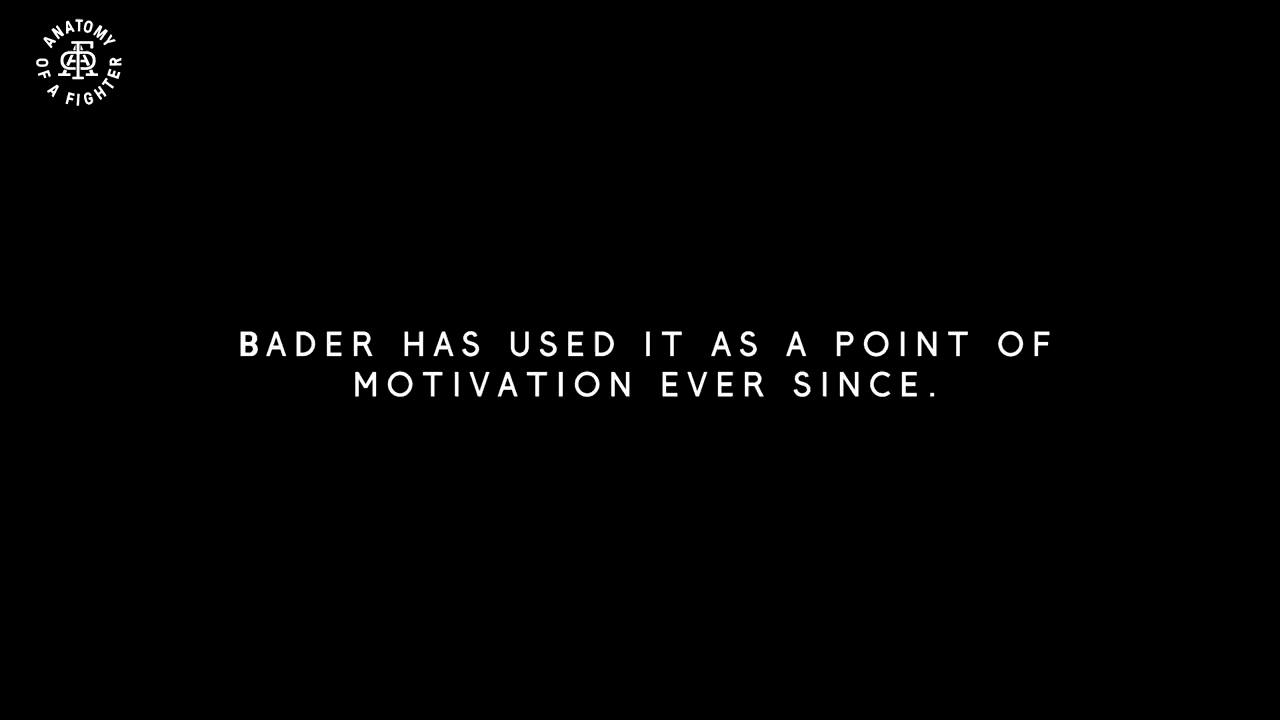 ANATOMY
OF A FIGHTER
BADER HAS USED IT AS A POINT OF
MOTIVATION EVER SINCE.